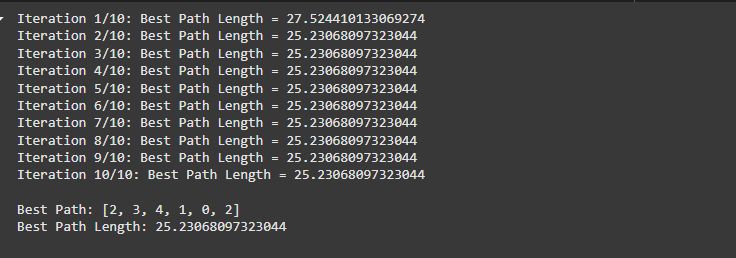 Iteration 1/10: Best Path Length = 27.524410133069274
Iteration 2/10: Best Path Length = 25.23068097323044
Iteration 3/10: Best Path Length = 25.23068097323044
Iteration 4/10: Best Path Length = 25.23068097323044
Iteration 5/10: Best Path Length = 25.23068097323044
Iteration 6/10: Best Path Length = 25.23068097323044
Iteration 7/10: Best Path Length = 25.23068097323044
Iteration 8/10: Best Path Length = 25.23068097323044
Iteration 9/10: Best Path Length = 25.23068097323044
Iteration 10/10: Best Path Length = 25.23068097323044
Best Path: [2, 3, 4, 1, 0, 2]
Best Path Length: 25.23068097323044